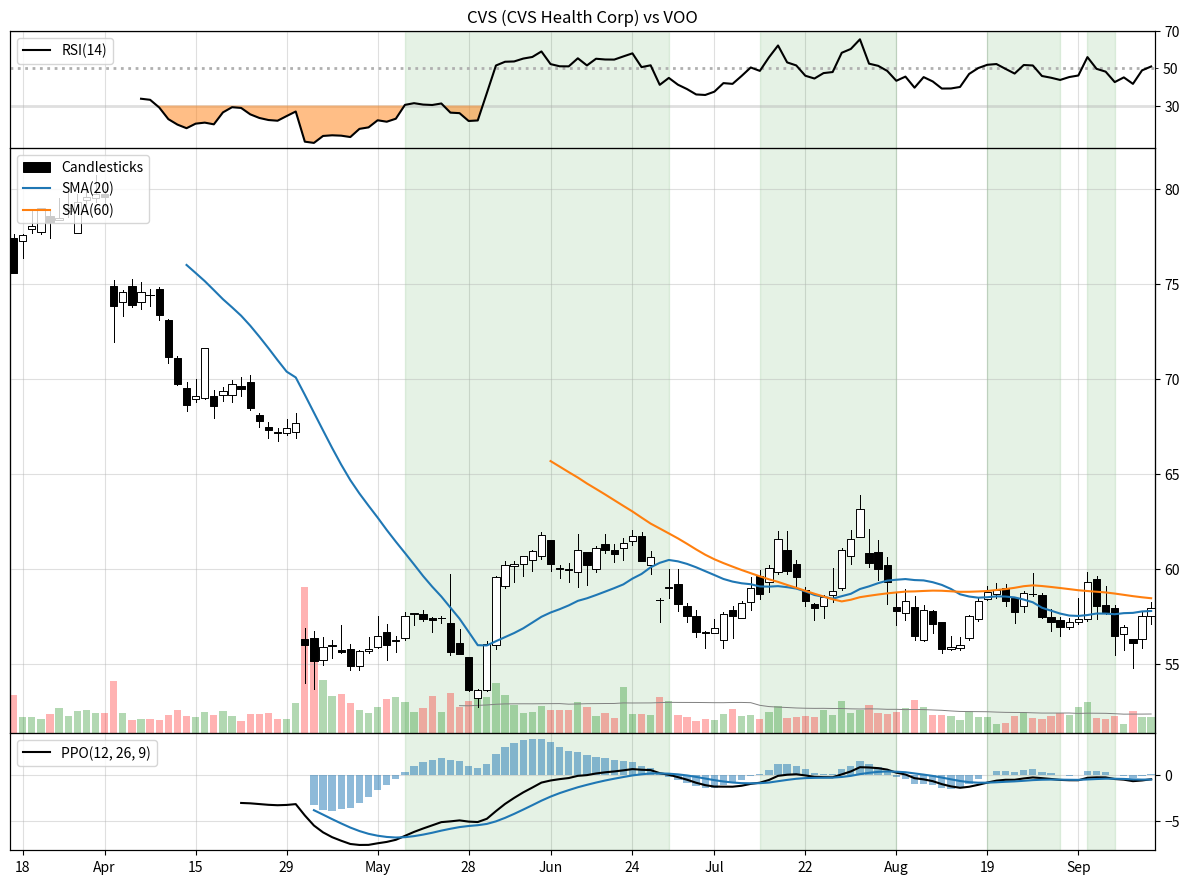 CVS (CVS Health Corp) vs VOO
RSI(14)
70
50
30
Candlesticks
SMA(20)
SMA(60)
80
75
70
65
60
55
PPO(12, 26, 9)
0
−5
18 Apr 15 29 May 28 Jun 24 Jul 22 Aug 19 Sep